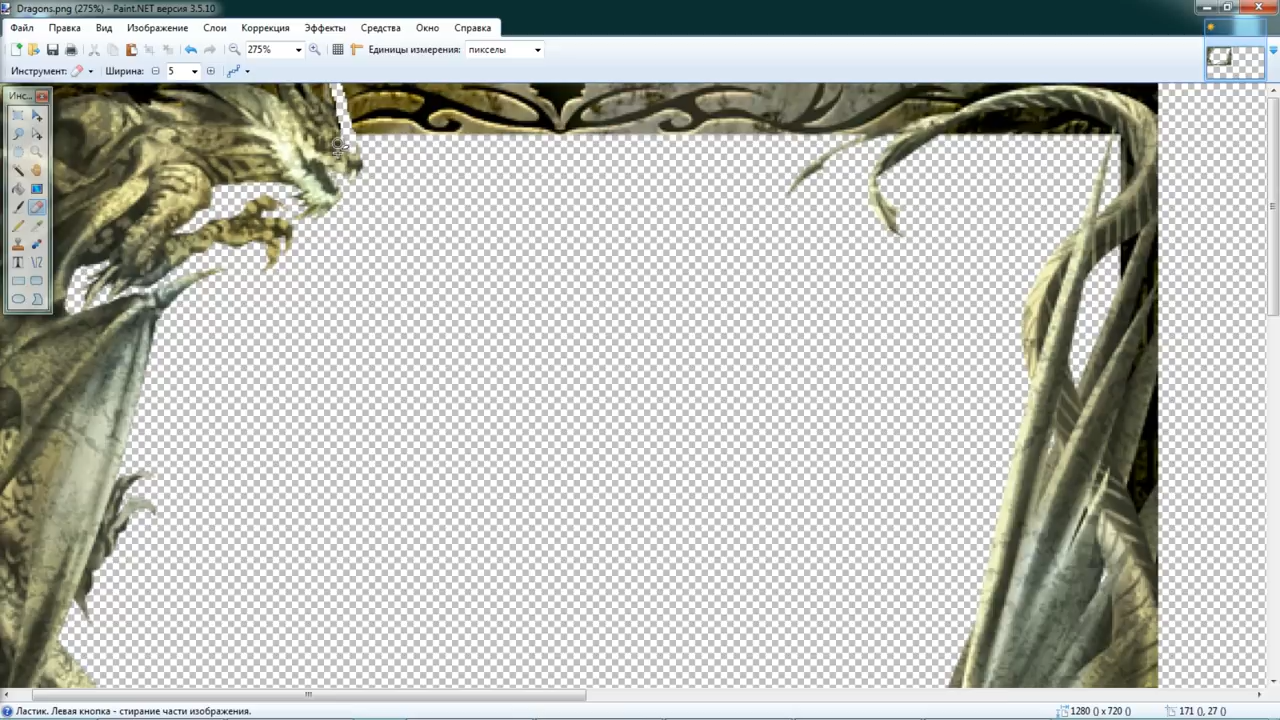 Dragons.png (275%) - Paint.NET версия 3.5.10
Файл Правка Вид Изображение Слои Коррекция Эффекты Средства Окно Справка
275% Единицы измерения: пикселы
Инструмент: Ширина: 5
Инс...
Ластик. Левая кнопка - стирание части изображения. 1280 () x 720 () 171 (), 27 ()